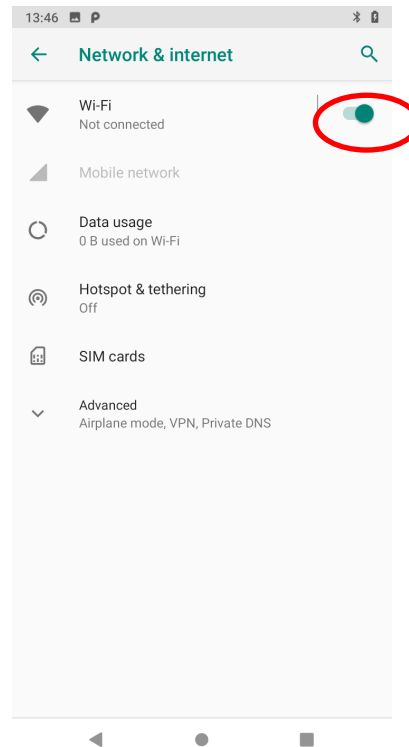 13:46
Network & internet
Wi-Fi
Not connected
Mobile network
Data usage
0 B used on Wi-Fi
Hotspot & tethering
Off
SIM cards
Advanced
Airplane mode, VPN, Private DNS